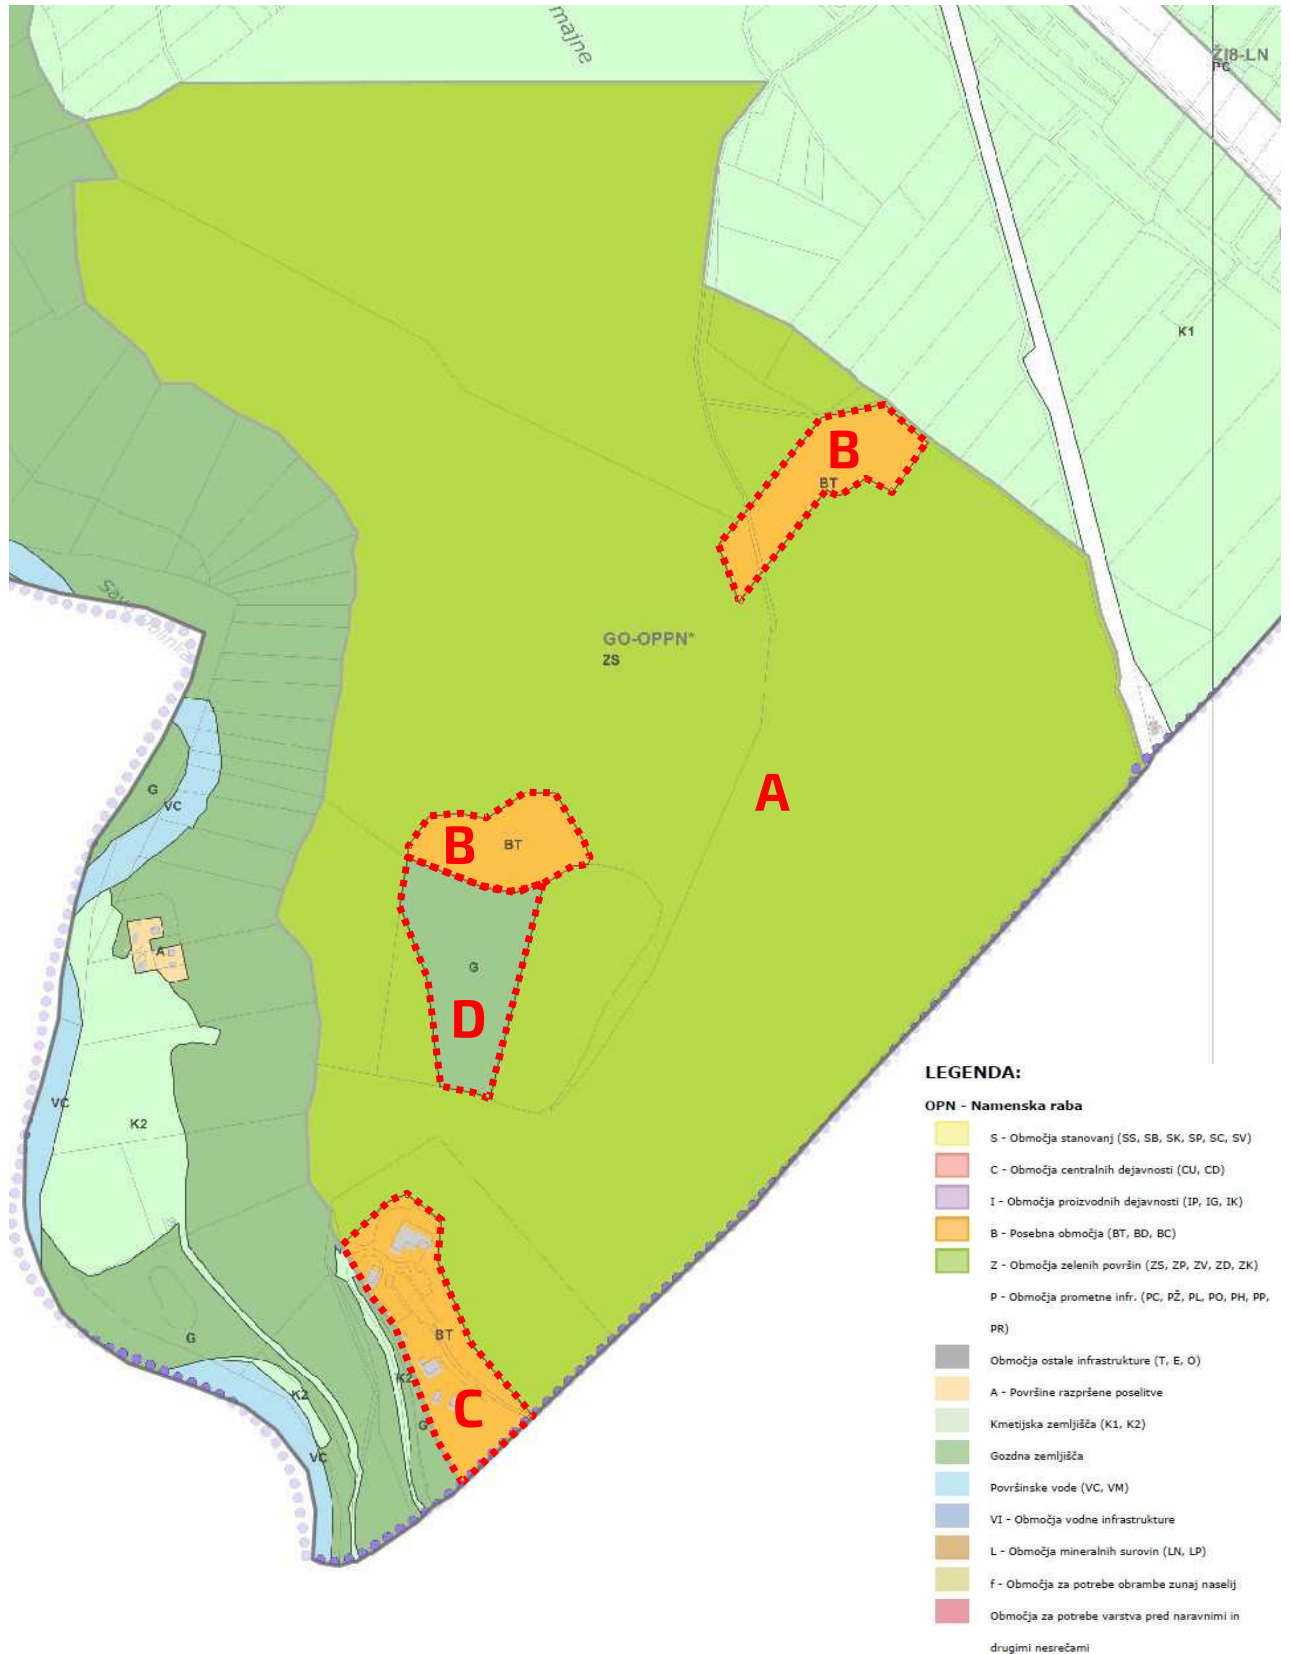 majne
ŽI8-LN
PC
K1
B
BT
Sava Dolinka
GO-OPPN*
ZS
G
VC
A
B
BT
A
G
D
VC
K2
BT
K2
G
K2
C
G
VC
LEGENDA:
OPN - Namenska raba
S - Območja stanovanj (SS, SB, SK, SP, SC, SV)
C - Območja centralnih dejavnosti (CU, CD)
I - Območja proizvodnih dejavnosti (IP, IG, IK)
B - Posebna območja (BT, BD, BC)
Z - Območja zelenih površin (ZS, ZP, ZV, ZD, ZK)
P - Območja prometne infr. (PC, PŽ, PL, PO, PH, PP,
PR)
Območja ostale infrastrukture (T, E, O)
A - Površine razpršene poselitve
Kmetijska zemljišča (K1, K2)
Gozdna zemljišča
Površinske vode (VC, VM)
VI - Območja vodne infrastrukture
L - Območja mineralnih surovin (LN, LP)
f - Območja za potrebe obrambe zunaj naselij
Območja za potrebe varstva pred naravnimi in
drugimi nesrečami